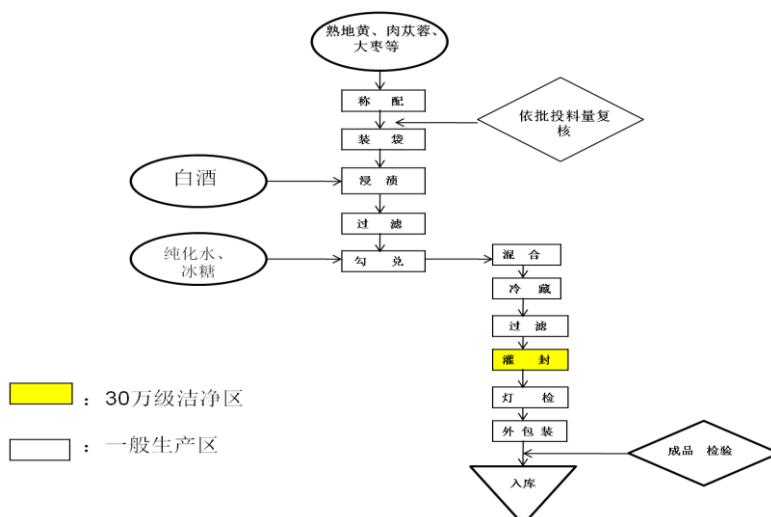 熟地黄、肉苁蓉、
大枣等
称 配
依批投料量复
核
装 袋
白酒
浸 渍
过 滤
纯化水、
冰糖
勾 兑
混 合
冷 藏
过 滤
灌 封
灯 检
外 包 装
成品 检验
入库
：30万级洁净区
：一般生产区